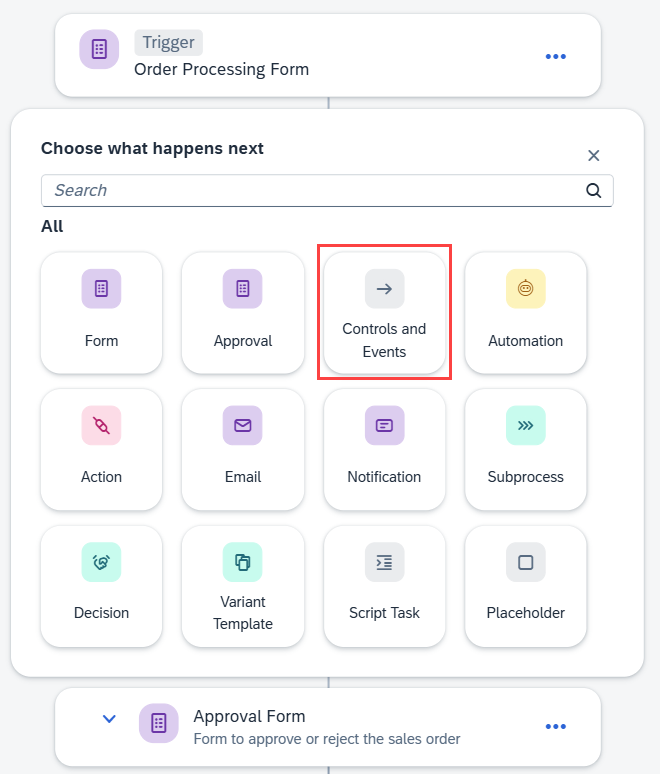 Trigger
Order Processing Form
Choose what happens next
Search
All
Form
Approval
Controls and
Events
Automation
Action
Email
Notification
Subprocess
Decision
Variant
Template
Script Task
Placeholder
Approval Form
Form to approve or reject the sales order